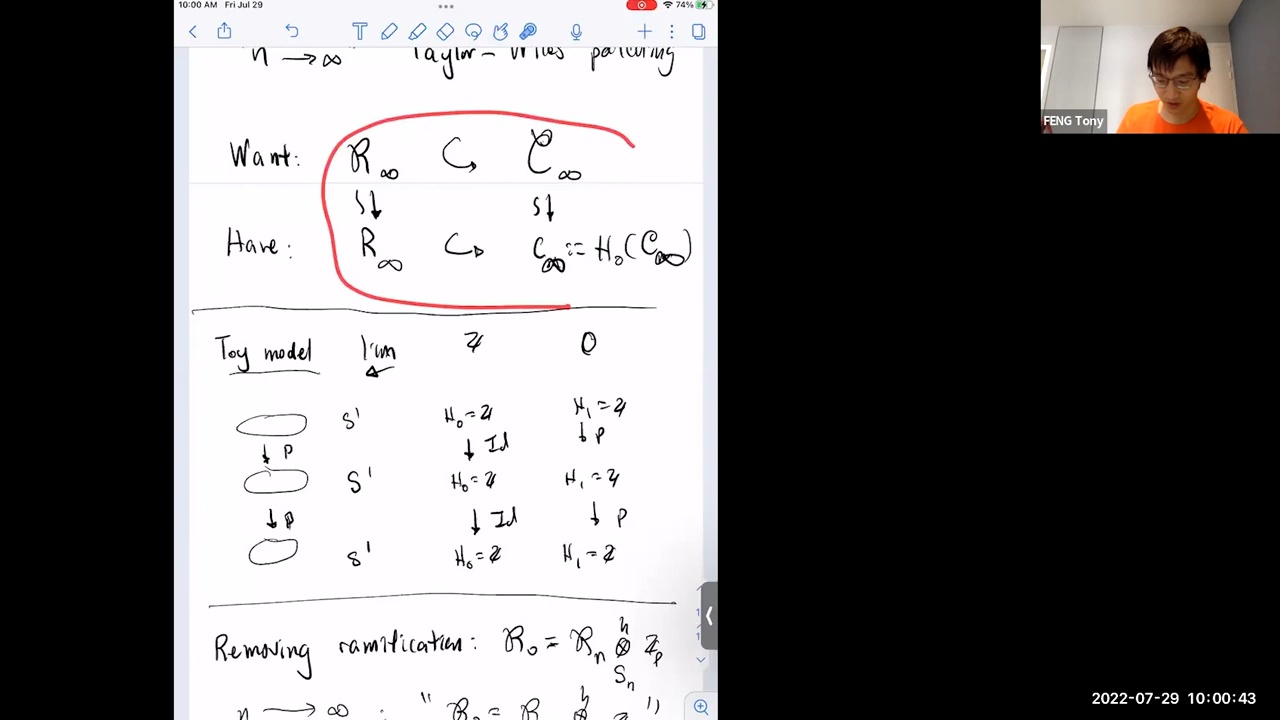 10:00 AM Fri Jul 29
74%
"n → ∞" Taylor-Wiles patching
FENG Tony
Want: R∞ ↪ C∞
S↓ S↓
Have: R∞ ↪ C∞ := H₀(C∞)
Toy model lim ← Z 0
S¹ H₀=Z H₁=Z
↓ p ↓ Id ↓ p
S¹ H₀=Z H₁=Z
↓ p ↓ Id ↓ p
S¹ H₀=Z H₁=Z
Removing ramification: R₀ = Rₙ ⊗ʰ_Sₙ Zp
n → ∞ : "R₀ = R
2022-07-29 10:00:43